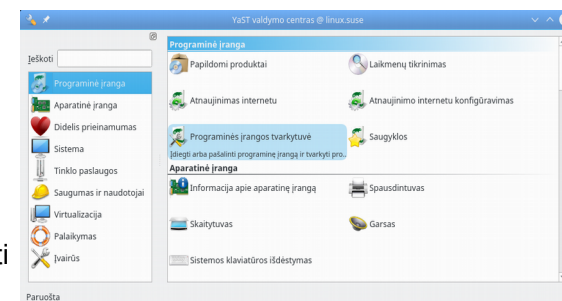 YaST valdymo centras @ linux.suse
Ieškoti
Programinė įranga
Aparatinė įranga
Didelis prieinamumas
Sistema
Tinklo paslaugos
Saugumas ir naudotojai
Virtualizacija
Palaikymas
Įvairūs
Programinė įranga
Papildomi produktai
Laikmenų tikrinimas
Atnaujinimas internetu
Atnaujinimo internetu konfigūravimas
Programinės įrangos tvarkytuvė
Įdiegti arba pašalinti programinę įrangą ir tvarkyti pro..
Saugyklos
Aparatinė įranga
Informacija apie aparatinę įrangą
Spausdintuvas
Skaitytuvas
Garsas
Sistemos klaviatūros išdėstymas
ti
Paruošta